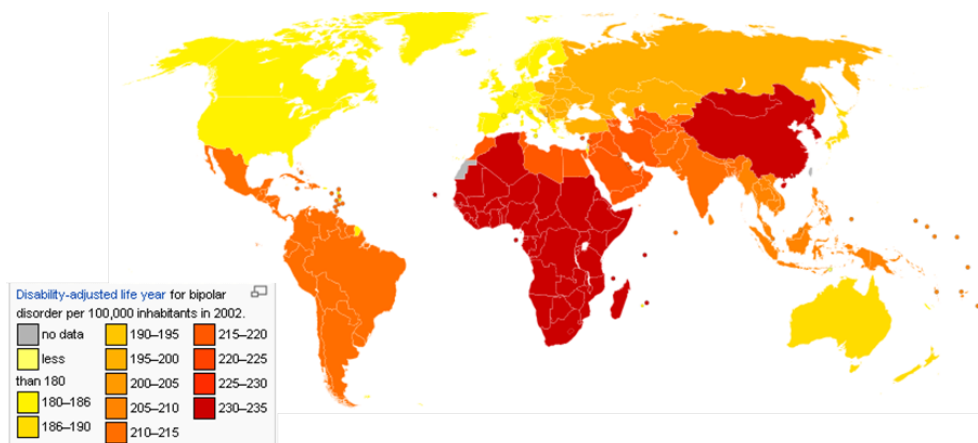 Disability-adjusted life year for bipolar
disorder per 100,000 inhabitants in 2002.
no data
less
than 180
180–186
186–190
190–195
195–200
200–205
205–210
210–215
215–220
220–225
225–230
230–235